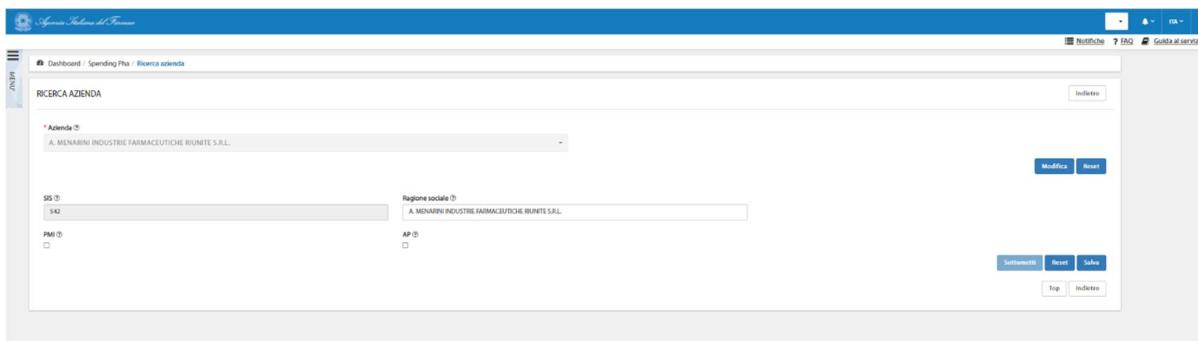 Agenzia Italiana del Farmaco
ITA
Notifiche ? FAQ Guida al serviz
MENU'
Dashboard / Spending Pha / Ricerca azienda
RICERCA AZIENDA
Indietro
* Azienda ?
A. MENARINI INDUSTRIE FARMACEUTICHE RIUNITE S.R.L.
Modifica Reset
SIS ? Ragione sociale ?
542 A. MENARINI INDUSTRIE FARMACEUTICHE RIUNITE S.R.L.
PMI ? AP ?
Sottometti Reset Salva
Top Indietro